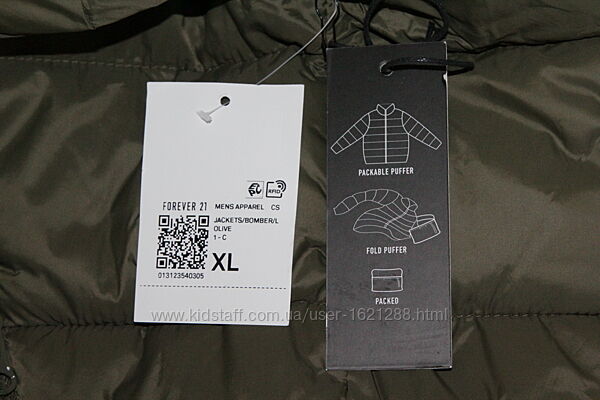 RFID
FOREVER 21 MENS APPAREL CS
JACKETS/BOMBER/L
OLIVE
1 - C
XL
013123540305
PACKABLE PUFFER
FOLD PUFFER
PACKED
www.kidstaff.com.ua/user-1621288.html